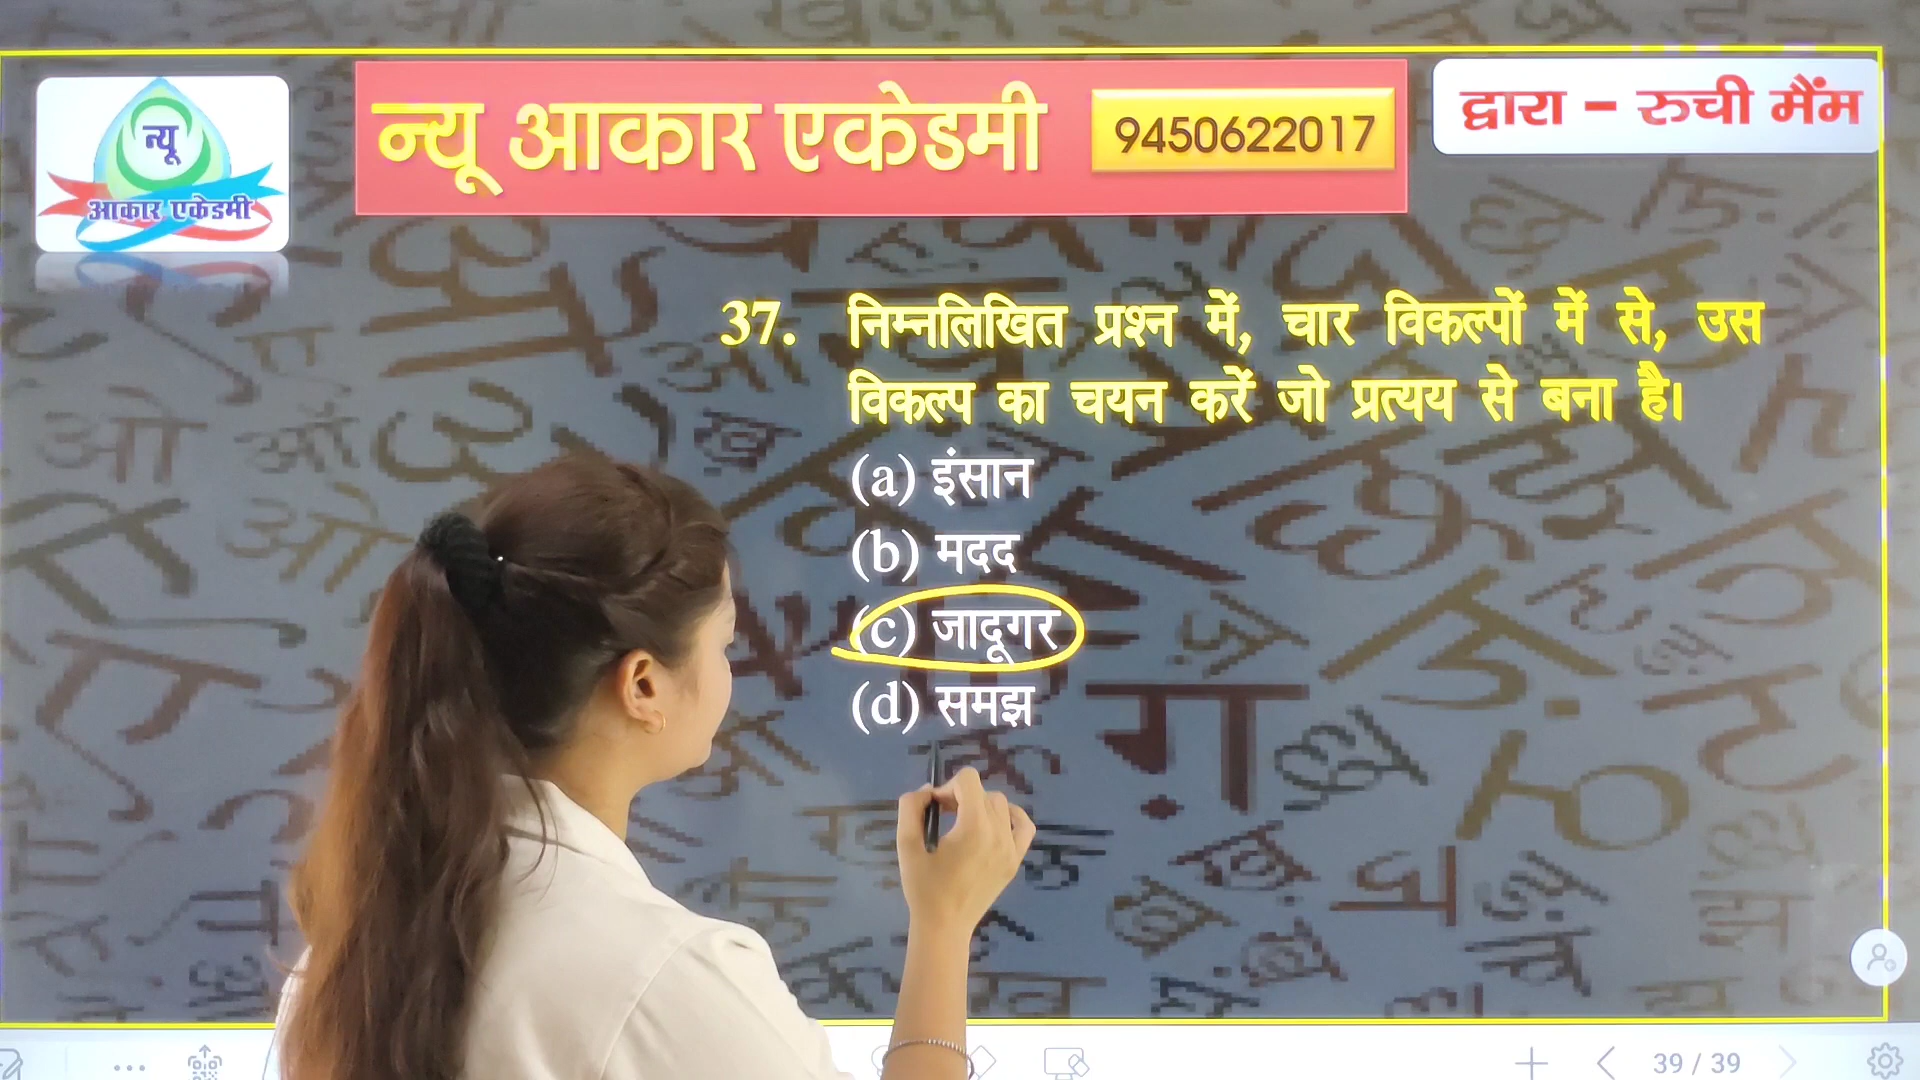 न्यू
आकार एकेडमी
न्यू आकार एकेडमी
9450622017
द्वारा – रुची मैंम
37. निम्नलिखित प्रश्न में, चार विकल्पों में से, उस
विकल्प का चयन करें जो प्रत्यय से बना है।
(a) इंसान
(b) मदद
(c) जादूगर
(d) समझ
39 / 39